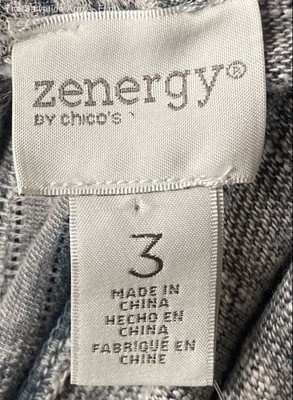 zenergy®
BY CHICO'S
3
MADE IN
CHINA
HECHO EN
CHINA
FABRIQUÉ EN
CHINE